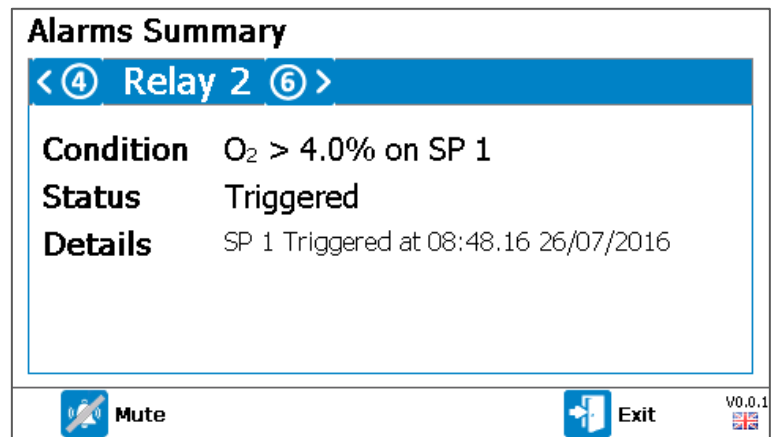 Alarms Summary
< ④ Relay 2 ⑥ >
Condition O₂ > 4.0% on SP 1
Status Triggered
Details SP 1 Triggered at 08:48.16 26/07/2016
Mute Exit V0.0.1